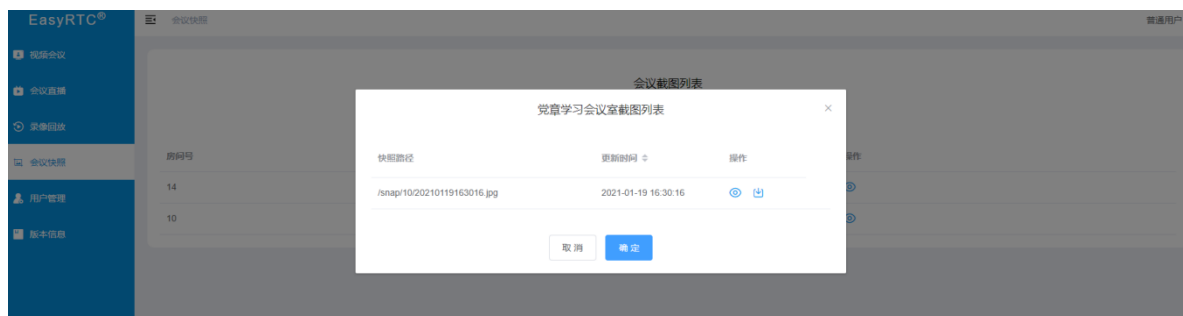 EasyRTC®
会议快照
普通用户
视频会议
会议直播
录像回放
会议快照
用户管理
版本信息
会议截图列表
房间号
操作
14
10
党章学习会议室截图列表
×
快照路径 更新时间 操作
/snap/10/20210119163016.jpg 2021-01-19 16:30:16
取消 确定